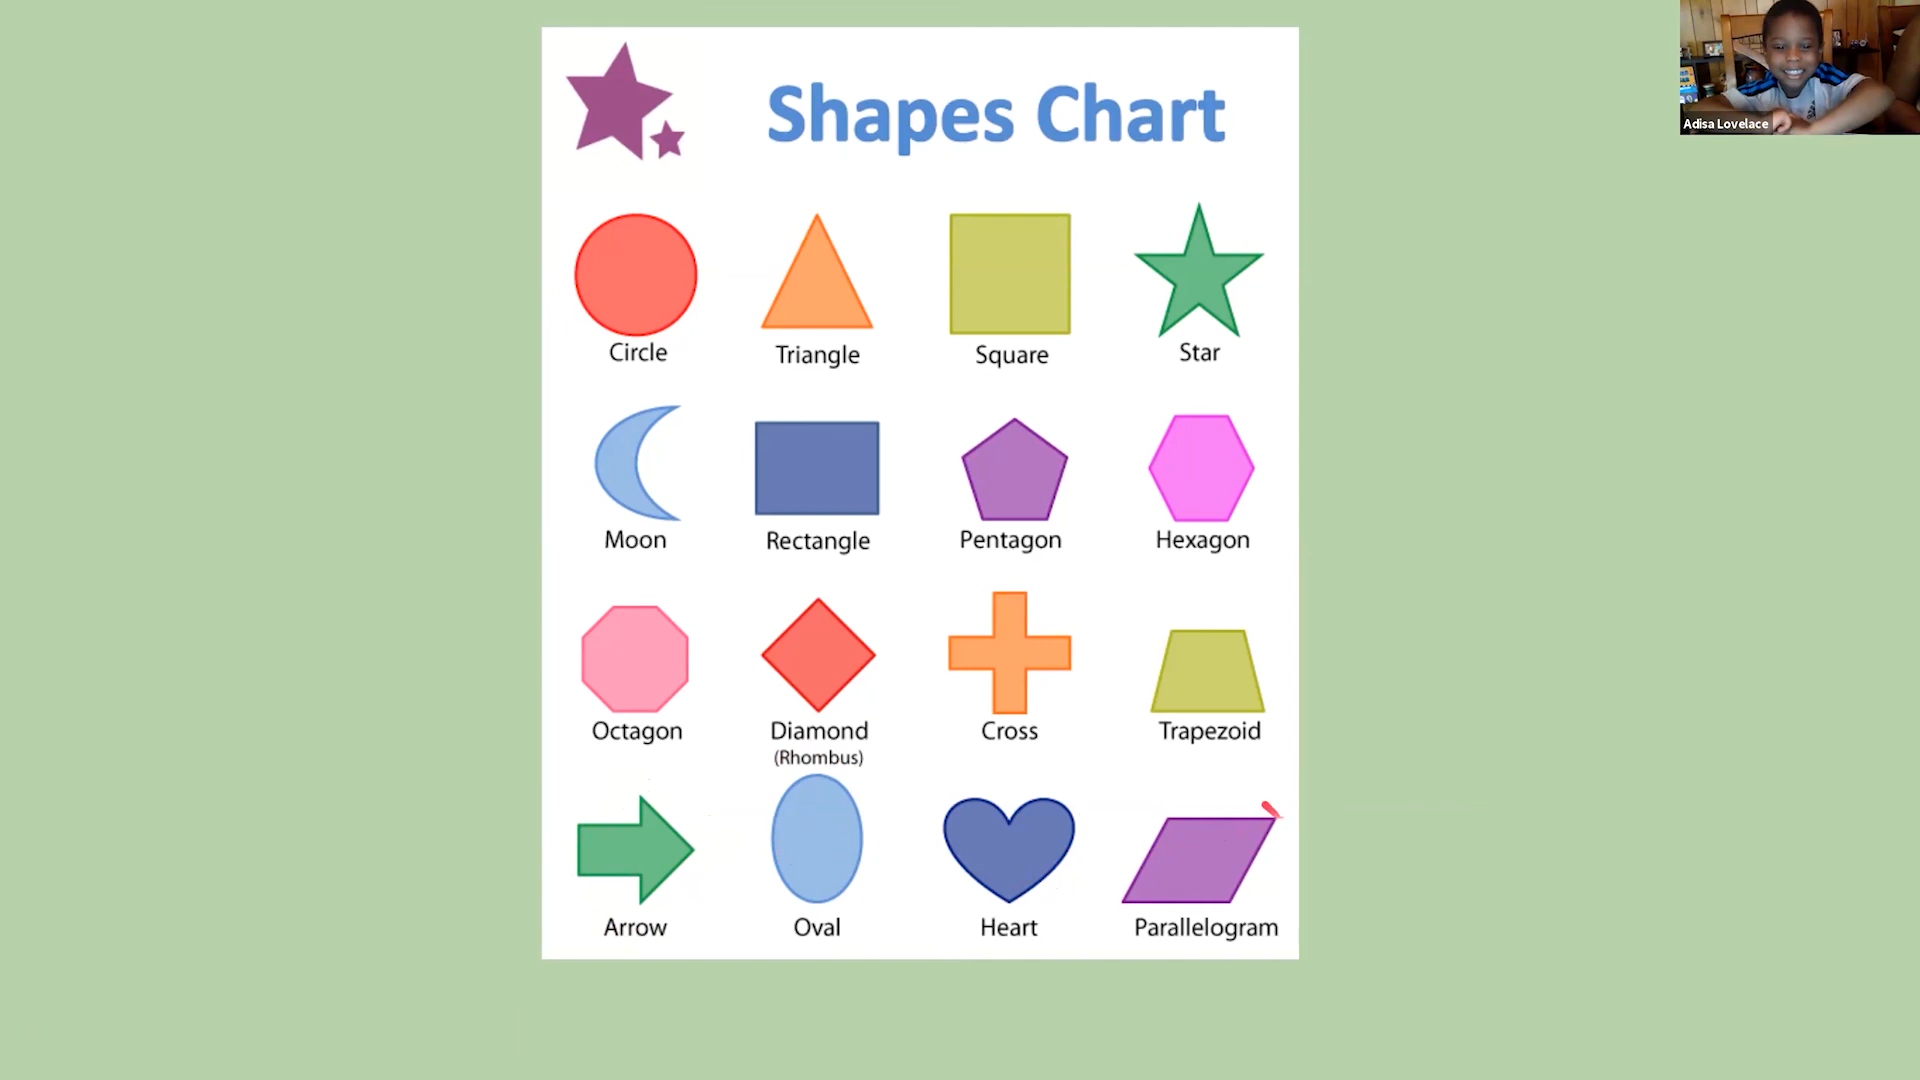 Adisa Lovelace
Shapes Chart
Circle
Triangle
Square
Star
Moon
Rectangle
Pentagon
Hexagon
Octagon
Diamond
(Rhombus)
Cross
Trapezoid
Arrow
Oval
Heart
Parallelogram